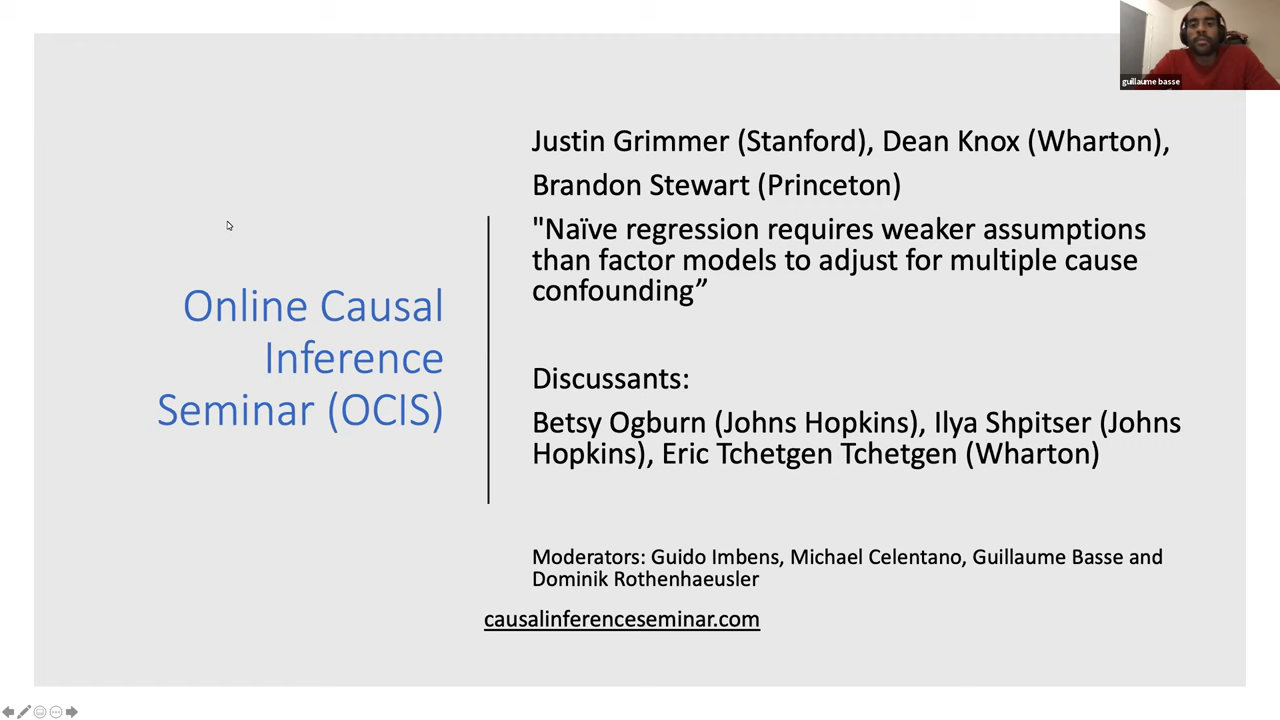 guillaume basse
Justin Grimmer (Stanford), Dean Knox (Wharton),
Brandon Stewart (Princeton)
"Naïve regression requires weaker assumptions
than factor models to adjust for multiple cause
confounding”
Online Causal
Inference
Seminar (OCIS)
Discussants:
Betsy Ogburn (Johns Hopkins), Ilya Shpitser (Johns
Hopkins), Eric Tchetgen Tchetgen (Wharton)
Moderators: Guido Imbens, Michael Celentano, Guillaume Basse and
Dominik Rothenhaeusler
causalinferenceseminar.com